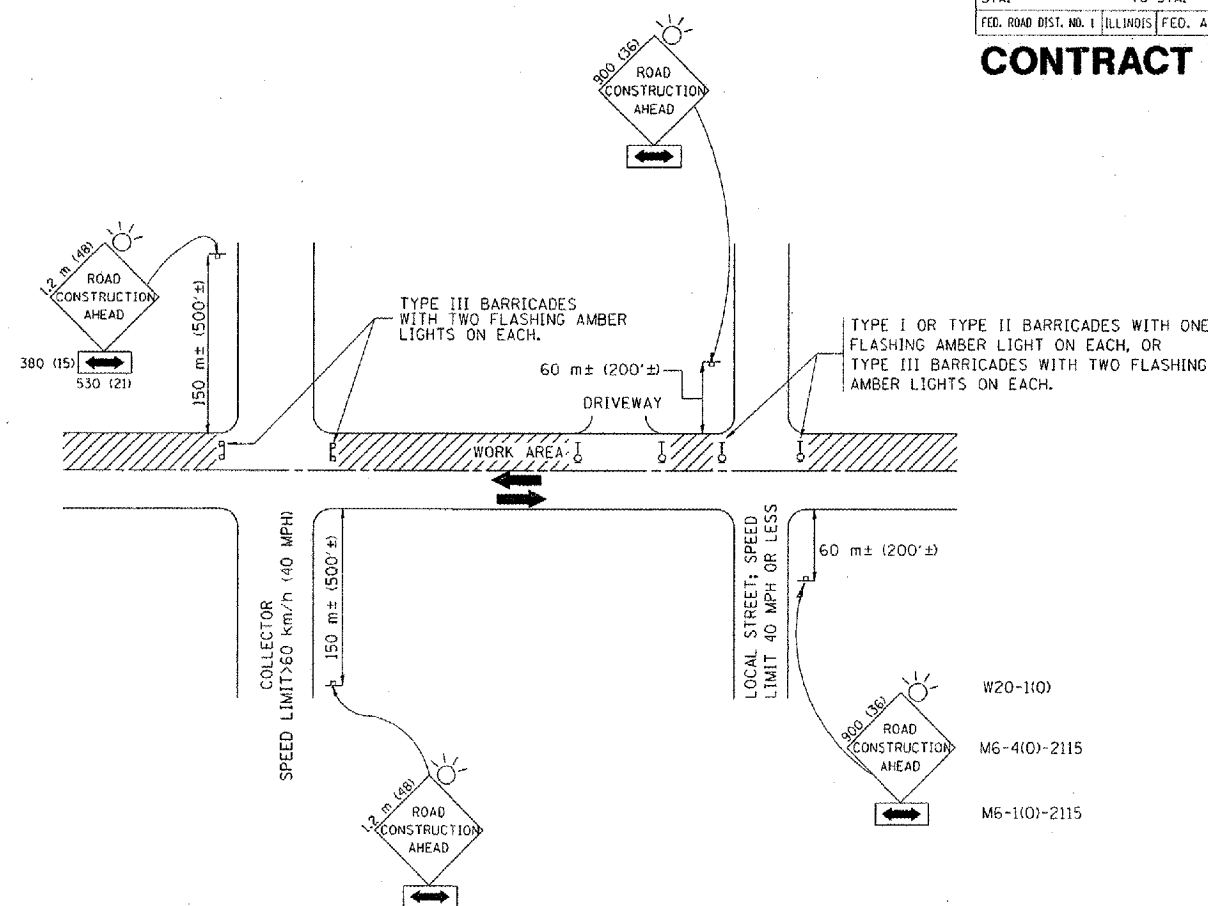 FED. ROAD DIST. NO. 1 ILLINOIS FED. A
CONTRACT
900 (36)
ROAD
CONSTRUCTION
AHEAD
1.2 m (48)
ROAD
CONSTRUCTION
AHEAD
380 (15)
530 (21)
150 m± (500'±)
TYPE III BARRICADES
WITH TWO FLASHING AMBER
LIGHTS ON EACH.
60 m± (200'±)
DRIVEWAY
TYPE I OR TYPE II BARRICADES WITH ONE
FLASHING AMBER LIGHT ON EACH, OR
TYPE III BARRICADES WITH TWO FLASHING
AMBER LIGHTS ON EACH.
WORK AREA
COLLECTOR
SPEED LIMIT>60 km/h (40 MPH)
150 m± (500'±)
LOCAL STREET; SPEED
LIMIT 40 MPH OR LESS
60 m± (200'±)
1.2 m (48)
ROAD
CONSTRUCTION
AHEAD
900 (36)
ROAD
CONSTRUCTION
AHEAD
W20-1(O)
M6-4(O)-2115
M6-1(O)-2115